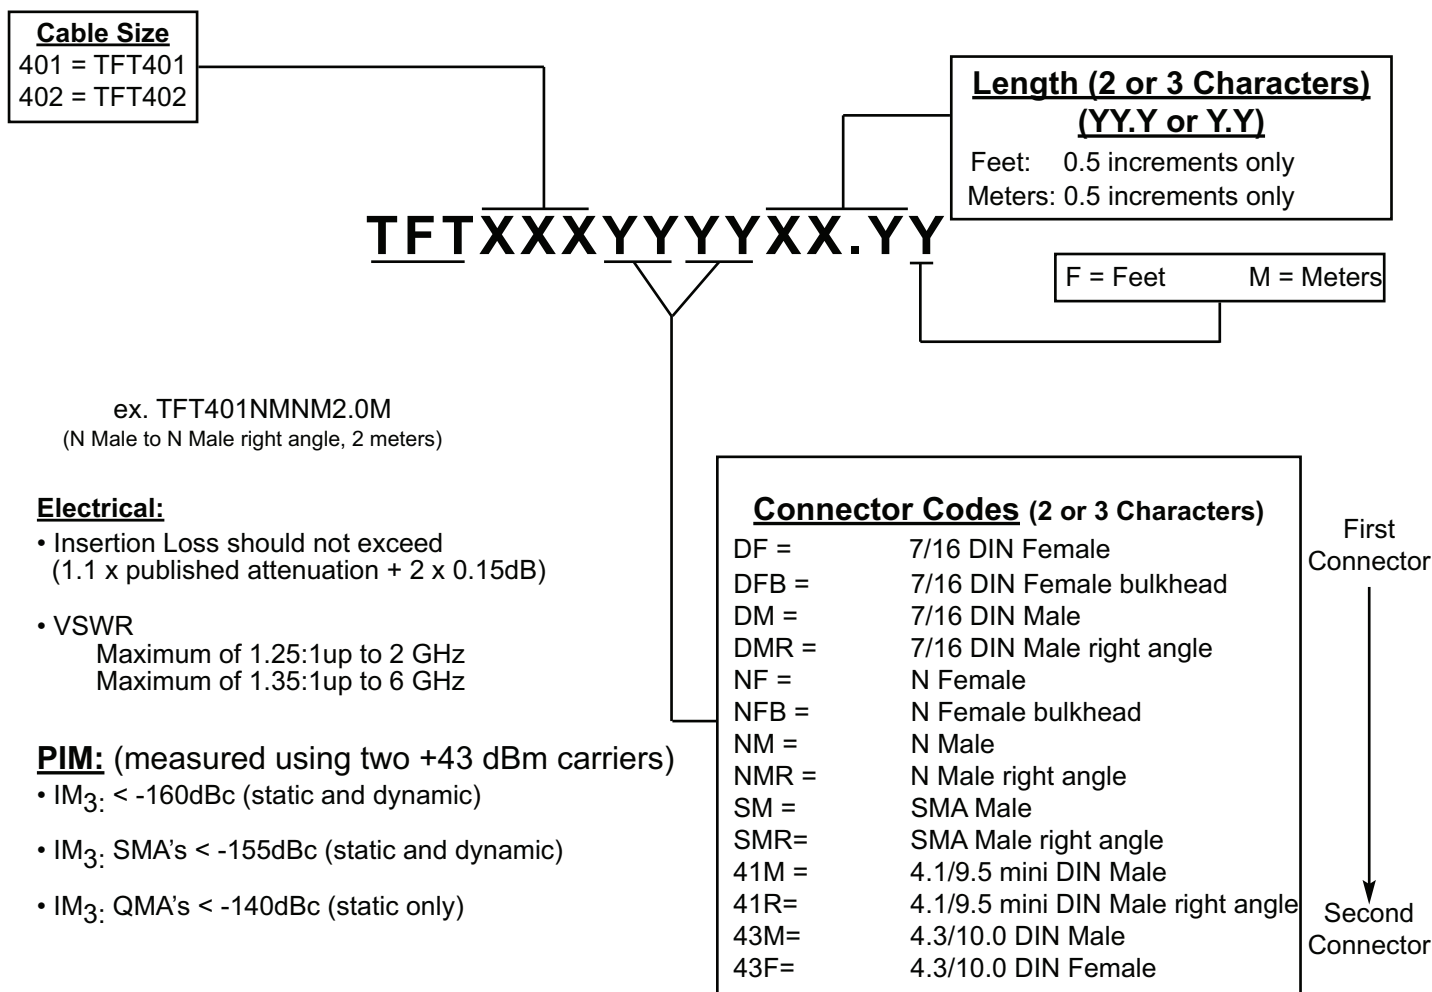 Cable Size
401 = TFT401
402 = TFT402
Length (2 or 3 Characters)
(YY.Y or Y.Y)
Feet: 0.5 increments only
Meters: 0.5 increments only
TFTXXXYYYYXX.YY
F = Feet M = Meters
ex. TFT401NMNM2.0M
(N Male to N Male right angle, 2 meters)
Electrical:
• Insertion Loss should not exceed
(1.1 x published attenuation + 2 x 0.15dB)
• VSWR
Maximum of 1.25:1up to 2 GHz
Maximum of 1.35:1up to 6 GHz
PIM: (measured using two +43 dBm carriers)
• IM3: < -160dBc (static and dynamic)
• IM3: SMA's < -155dBc (static and dynamic)
• IM3: QMA's < -140dBc (static only)
Connector Codes (2 or 3 Characters)
DF = 7/16 DIN Female
DFB = 7/16 DIN Female bulkhead
DM = 7/16 DIN Male
DMR = 7/16 DIN Male right angle
NF = N Female
NFB = N Female bulkhead
NM = N Male
NMR = N Male right angle
SM = SMA Male
SMR= SMA Male right angle
41M = 4.1/9.5 mini DIN Male
41R= 4.1/9.5 mini DIN Male right angle
43M= 4.3/10.0 DIN Male
43F= 4.3/10.0 DIN Female
First
Connector
Second
Connector